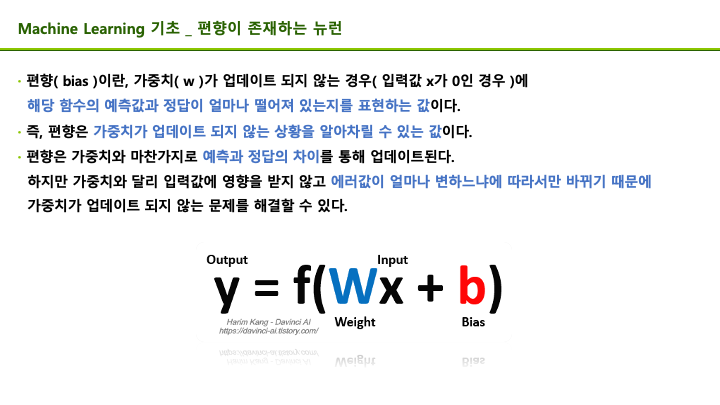 Machine Learning 기초 _ 편향이 존재하는 뉴런
· 편향( bias )이란, 가중치( w )가 업데이트 되지 않는 경우( 입력값 x가 0인 경우 )에
해당 함수의 예측값과 정답이 얼마나 떨어져 있는지를 표현하는 값이다.
· 즉, 편향은 가중치가 업데이트 되지 않는 상황을 알아차릴 수 있는 값이다.
· 편향은 가중치와 마찬가지로 예측과 정답의 차이를 통해 업데이트된다.
하지만 가중치와 달리 입력값에 영향을 받지 않고 에러값이 얼마나 변하느냐에 따라서만 바뀌기 때문에
가중치가 업데이트 되지 않는 문제를 해결할 수 있다.
Output Input
y = f(Wx + b)
Harim Kang - Davinci AI
https://davinci-ai.tistory.com/
Weight Bias